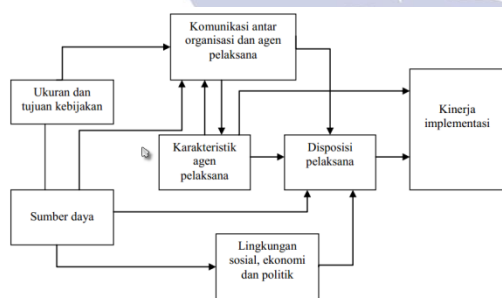 Komunikasi antar
organisasi dan agen
pelaksana
Ukuran dan
tujuan kebijakan
Karakteristik
agen
pelaksana
Disposisi
pelaksana
Kinerja
implementasi
Sumber daya
Lingkungan
sosial, ekonomi
dan politik